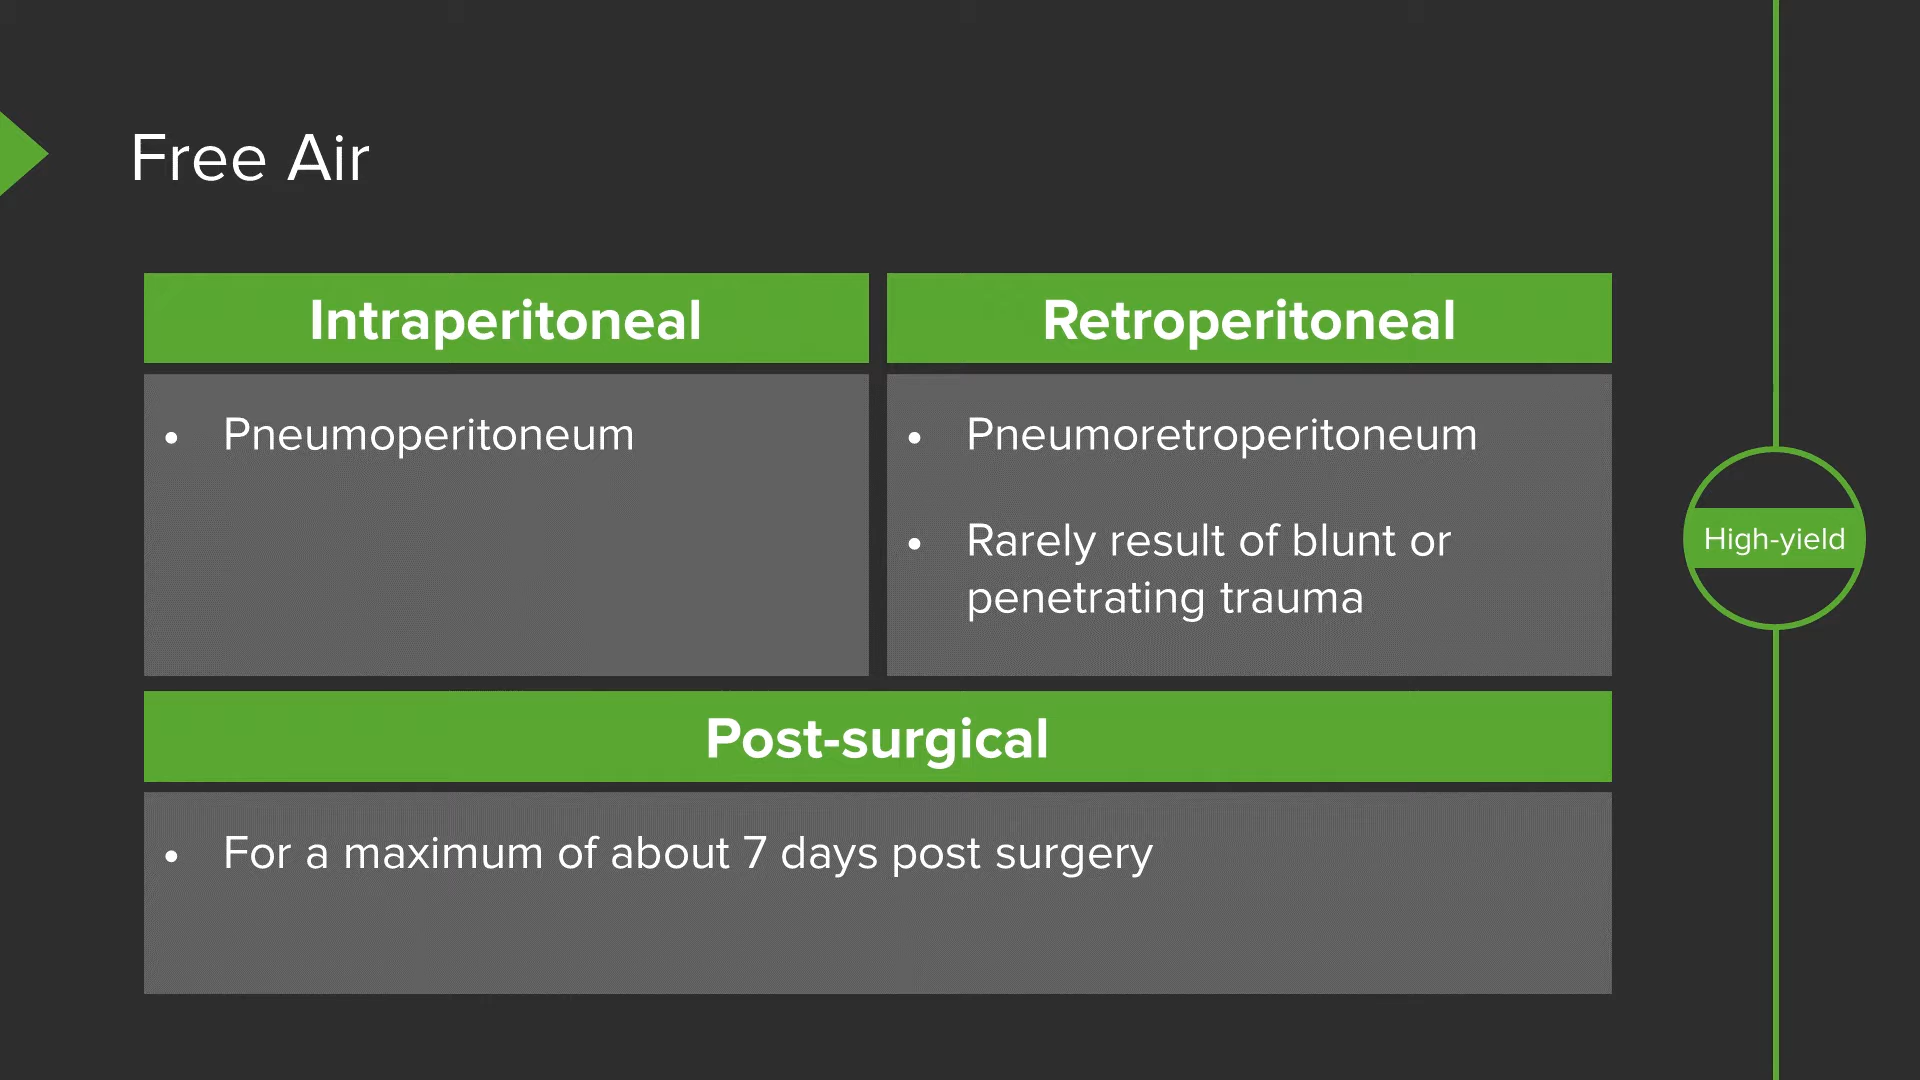 Free Air
Intraperitoneal
• Pneumoperitoneum
Retroperitoneal
• Pneumoretroperitoneum
• Rarely result of blunt or
penetrating trauma
Post-surgical
• For a maximum of about 7 days post surgery
High-yield